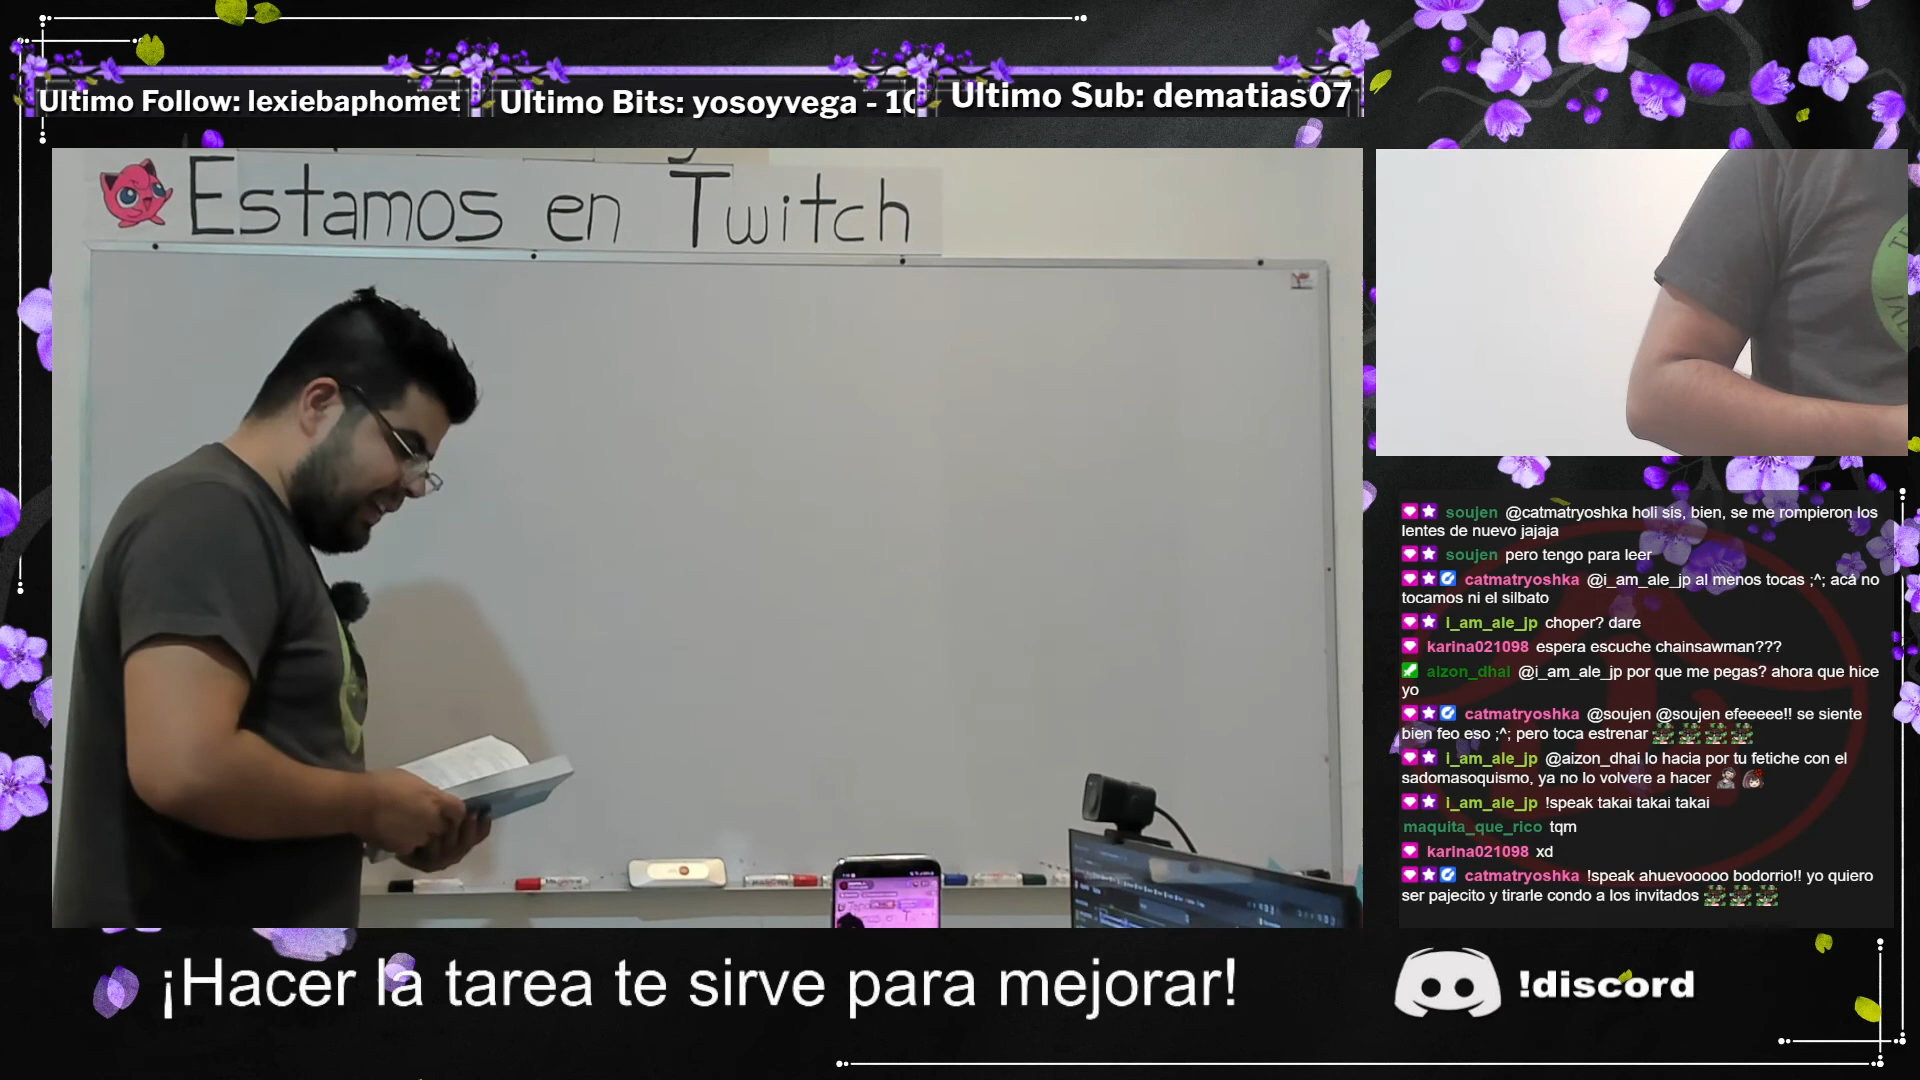 Ultimo Follow: lexiebaphomet
Ultimo Bits: yosoyvega - 10
Ultimo Sub: dematias07
Estamos en Twitch
soujen @catmatryoshka holi sis, bien, se me rompieron los
lentes de nuevo jajaja
soujen pero tengo para leer
catmatryoshka @i_am_ale_jp al menos tocas ;^; acá no
tocamos ni el silbato
i_am_ale_jp choper? dare
karina021098 espera escuche chainsawman???
aizon_dhai @i_am_ale_jp por que me pegas? ahora que hice
yo
catmatryoshka @soujen @soujen efeeeee!! se siente
bien feo eso ;^; pero toca estrenar
i_am_ale_jp @aizon_dhai lo hacia por tu fetiche con el
sadomasoquismo, ya no lo volvere a hacer
i_am_ale_jp !speak takai takai takai
maquita_que_rico tqm
karina021098 xd
catmatryoshka !speak ahuevooooo bodorrio!! yo quiero
ser pajecito y tirarle condo a los invitados
¡Hacer la tarea te sirve para mejorar!
!discord